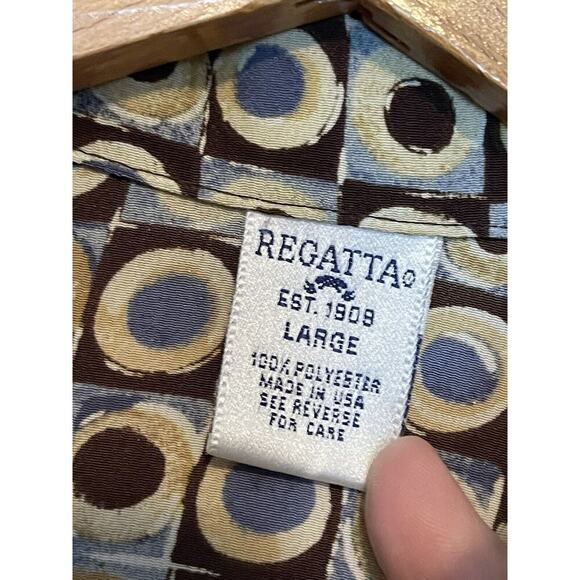 REGATTA®
EST. 1909
LARGE
100% POLYESTER
MADE IN USA
SEE REVERSE
FOR CARE